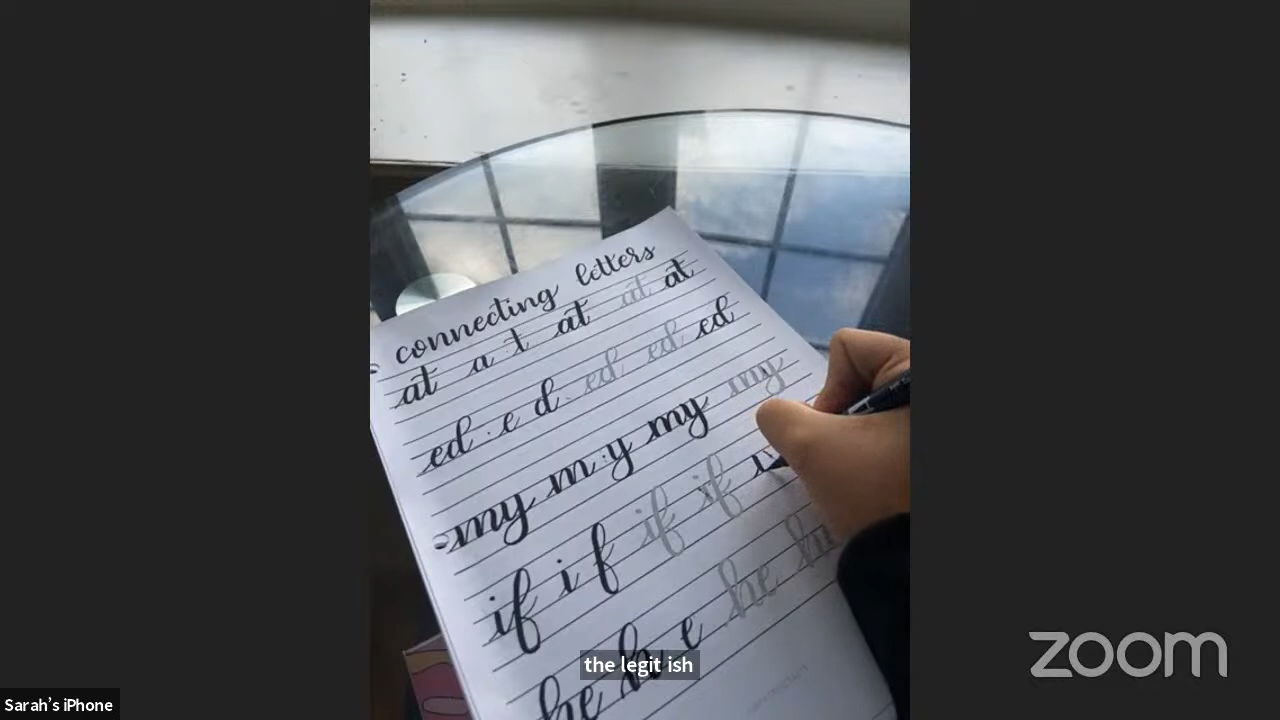 connecting letters
at a t at at at
ed e d ed ed ed
my m y my my
if i f if if
he h e he
the legit ish
zoom
Sarah's iPhone